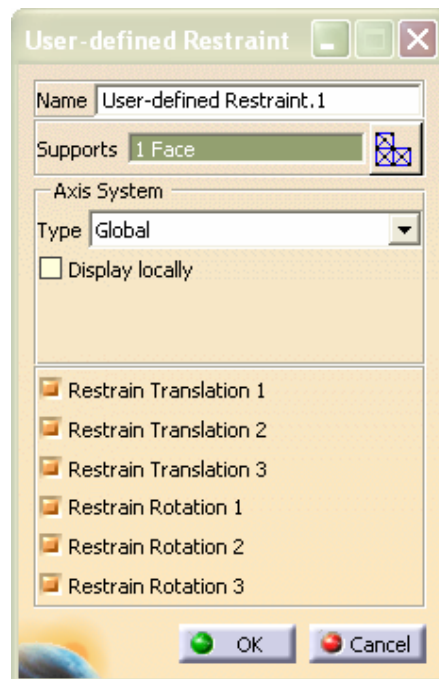 User-defined Restraint
Name User-defined Restraint.1
Supports 1 Face
Axis System
Type Global
Display locally
Restrain Translation 1
Restrain Translation 2
Restrain Translation 3
Restrain Rotation 1
Restrain Rotation 2
Restrain Rotation 3
OK Cancel